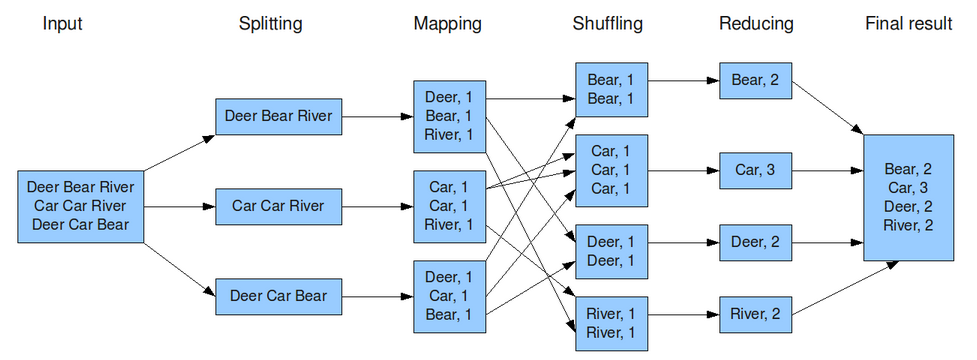 Input
Splitting
Mapping
Shuffling
Reducing
Final result
Deer Bear River
Car Car River
Deer Car Bear
Deer Bear River
Car Car River
Deer Car Bear
Deer, 1
Bear, 1
River, 1
Car, 1
Car, 1
River, 1
Deer, 1
Car, 1
Bear, 1
Bear, 1
Bear, 1
Car, 1
Car, 1
Car, 1
Deer, 1
Deer, 1
River, 1
River, 1
Bear, 2
Car, 3
Deer, 2
River, 2
Bear, 2
Car, 3
Deer, 2
River, 2